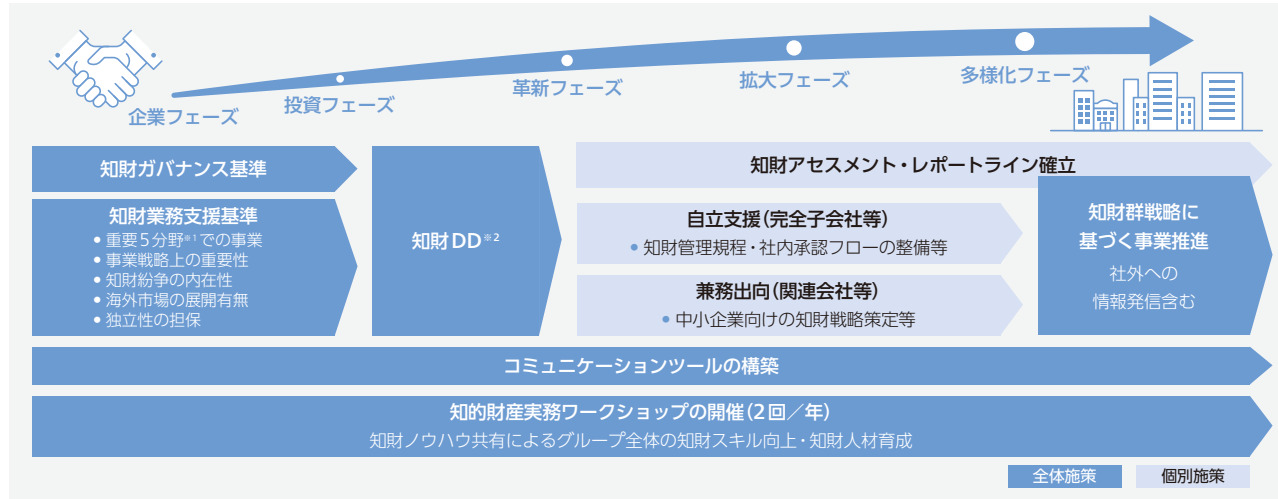 企業フェーズ
投資フェーズ
革新フェーズ
拡大フェーズ
多様化フェーズ
知財ガバナンス基準
知財業務支援基準
• 重要5分野※1での事業
• 事業戦略上の重要性
• 知財紛争の内在性
• 海外市場の展開有無
• 独立性の担保
知財DD※2
知財アセスメント・レポートライン確立
自立支援(完全子会社等)
• 知財管理規程・社内承認フローの整備等
兼務出向(関連会社等)
• 中小企業向けの知財戦略策定等
知財群戦略に
基づく事業推進
社外への
情報発信含む
コミュニケーションツールの構築
知的財産実務ワークショップの開催(2回/年)
知財ノウハウ共有によるグループ全体の知財スキル向上・知財人材育成
全体施策
個別施策